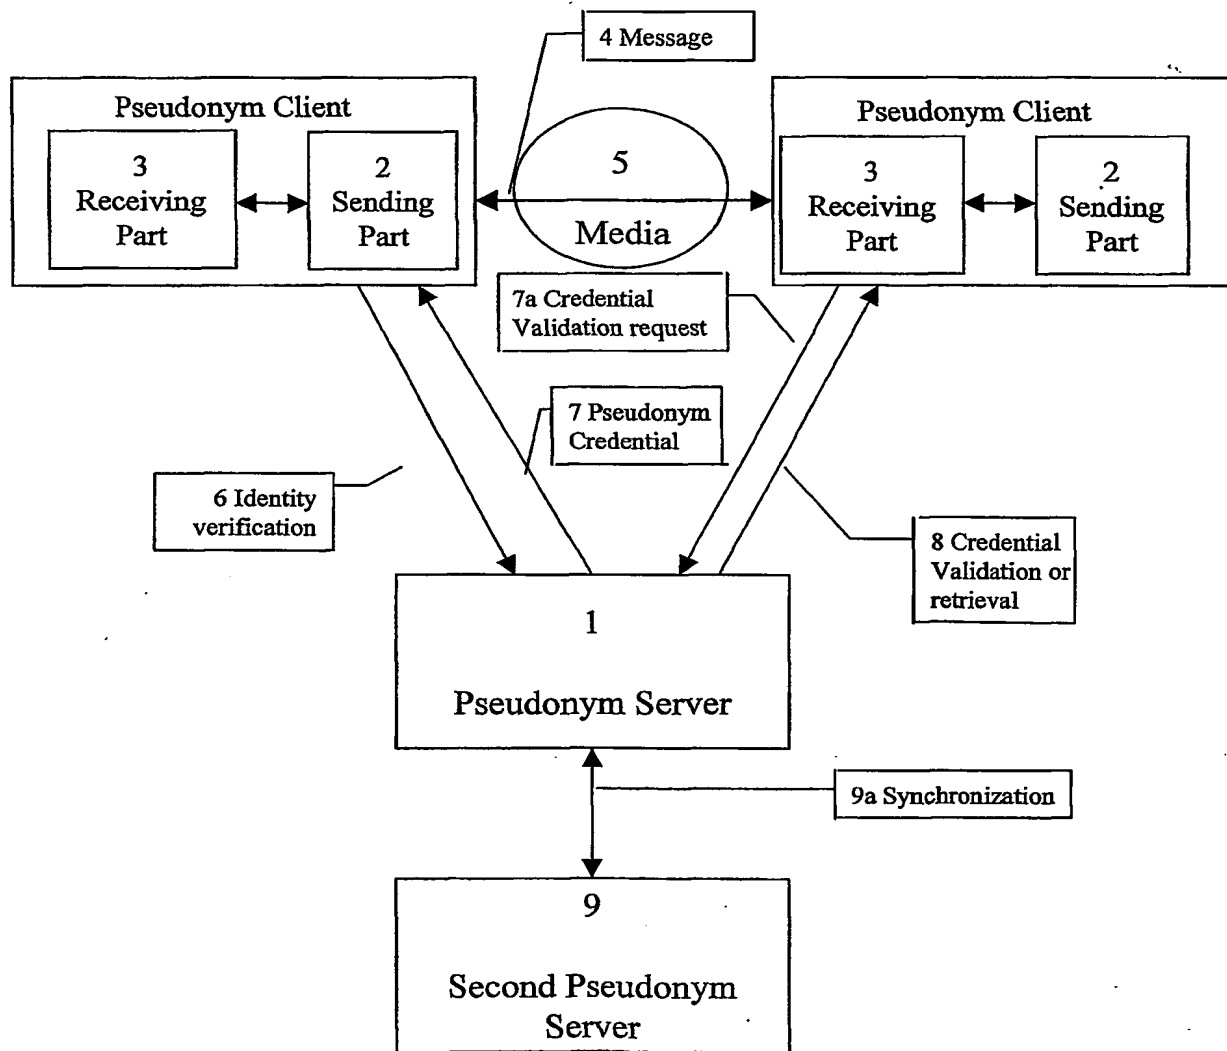 4 Message
Pseudonym Client
3
Receiving
Part
2
Sending
Part
5
Media
Pseudonym Client
3
Receiving
Part
2
Sending
Part
7a Credential
Validation request
7 Pseudonym
Credential
6 Identity
verification
8 Credential
Validation or
retrieval
1
Pseudonym Server
9a Synchronization
9
Second Pseudonym
Server